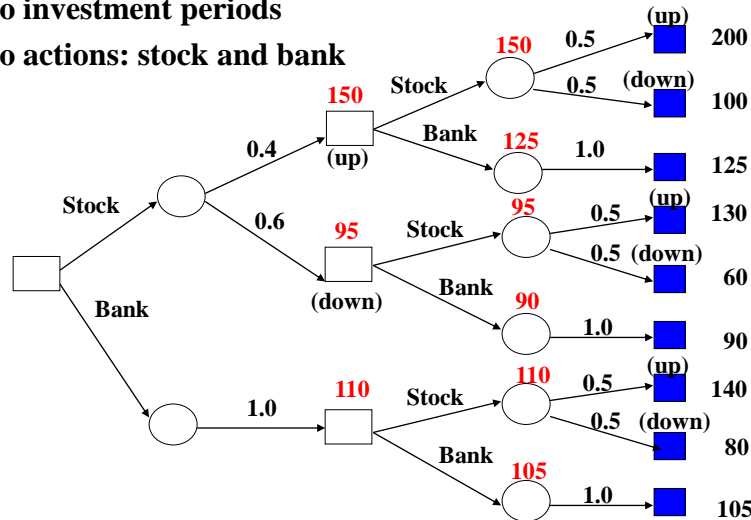 o investment periods
o actions: stock and bank
(up)
150 0.5 200
Stock 0.5 (down)
150 100
Bank 125 1.0
0.4 (up) 125
Stock 95 0.5 (up) 130
0.6 95 Stock
0.5 (down)
(down) 60
Bank Bank 90
1.0 90
(up)
110 110 0.5 140
1.0 Stock 0.5 (down)
80
Bank 105
1.0 105